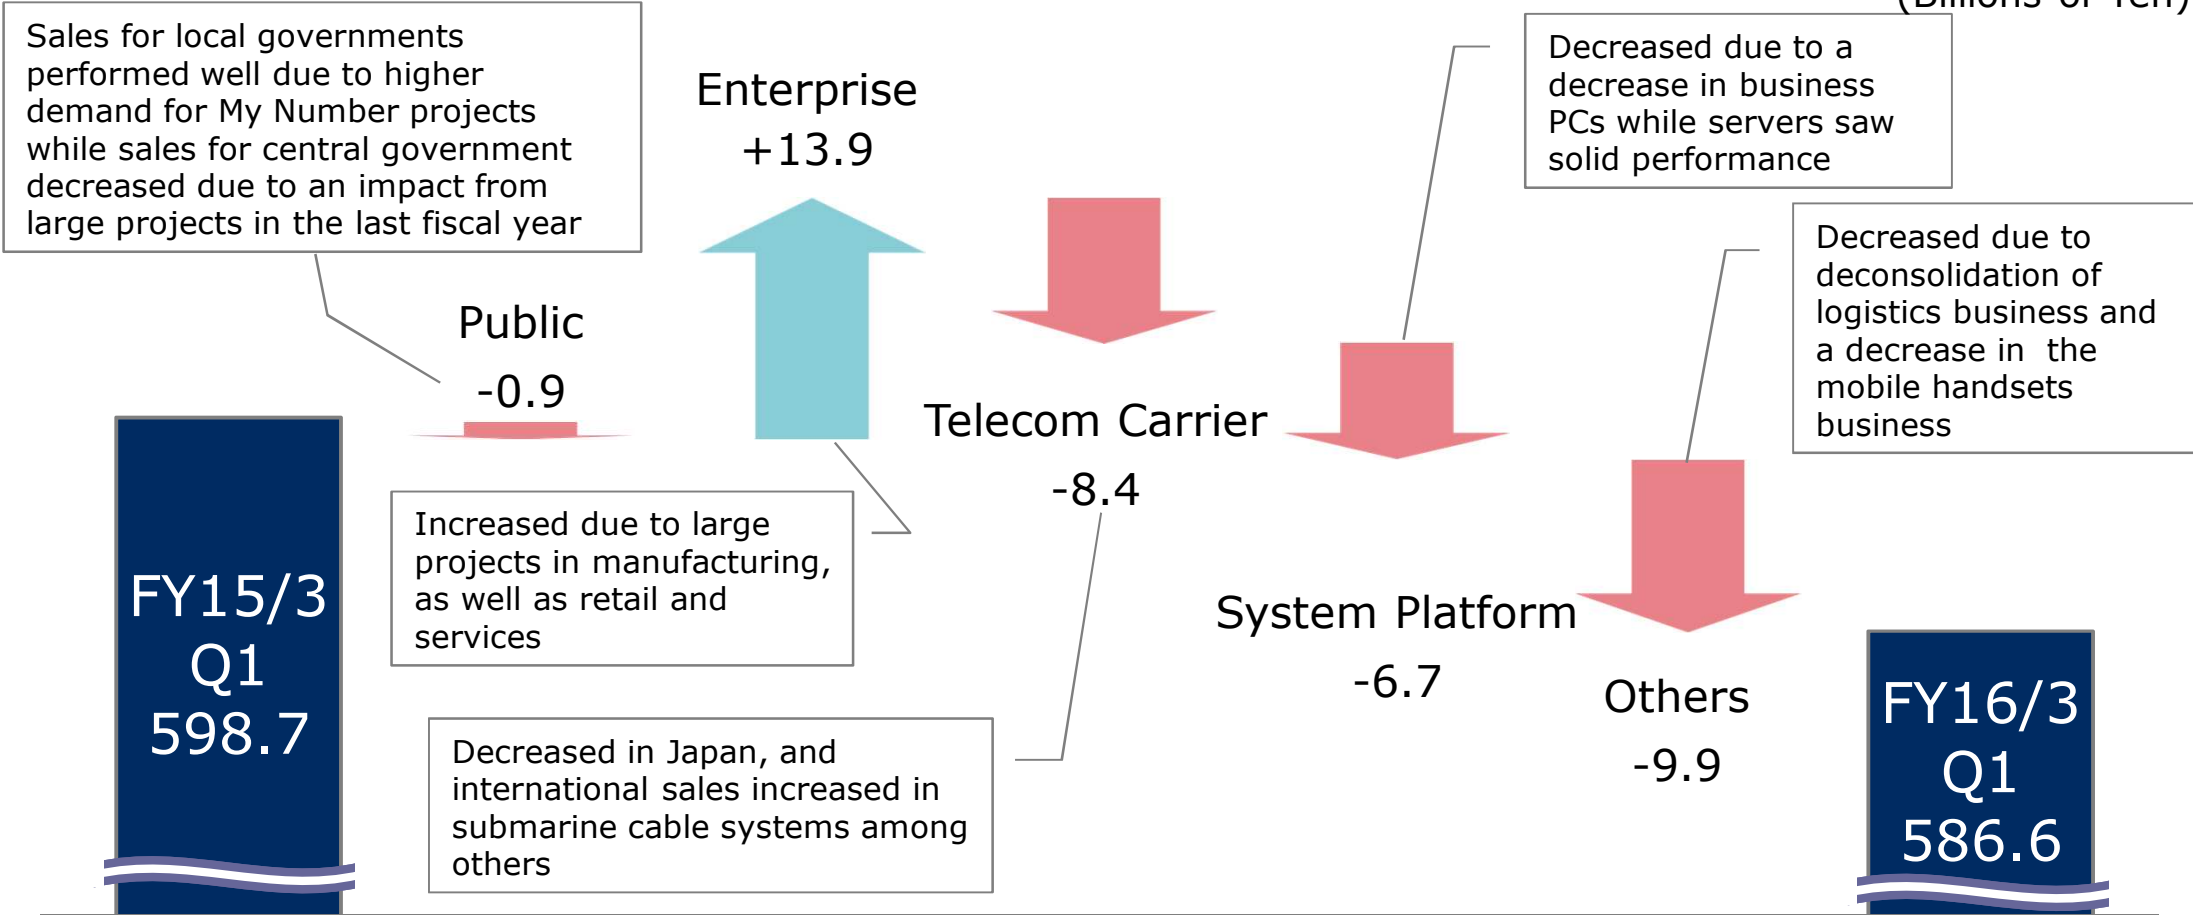 (Billions of Yen)
Sales for local governments
performed well due to higher
demand for My Number projects
while sales for central government
decreased due to an impact from
large projects in the last fiscal year
Enterprise
+13.9
Decreased due to a
decrease in business
PCs while servers saw
solid performance
Decreased due to
deconsolidation of
logistics business and
a decrease in  the
mobile handsets
business
Public
-0.9
Telecom Carrier
-8.4
Increased due to large
projects in manufacturing,
as well as retail and
services
FY15/3
Q1
598.7
System Platform
-6.7
Others
-9.9
Decreased in Japan, and
international sales increased in
submarine cable systems among
others
FY16/3
Q1
586.6